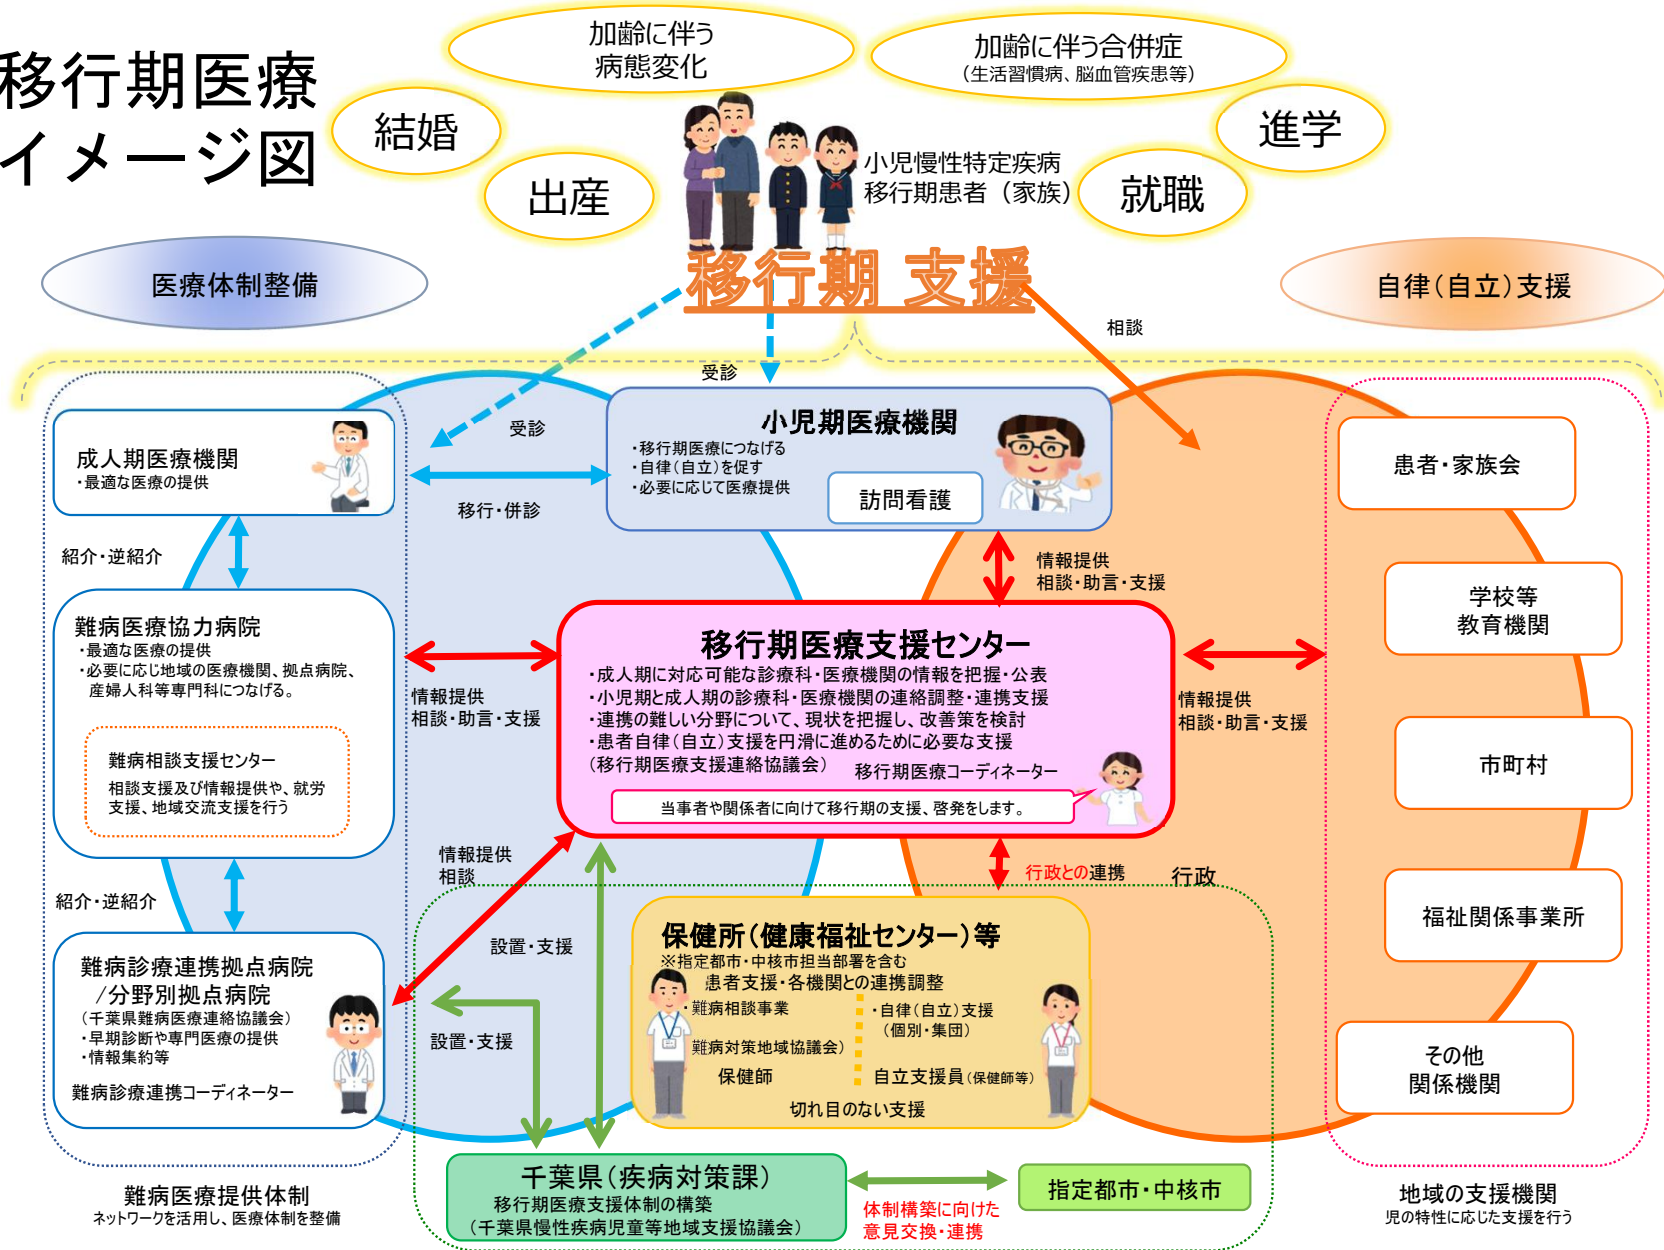 移行期医療
イメージ図
加齢に伴う
病態変化
加齢に伴う合併症
（生活習慣病、脳血管疾患等）
結婚
進学
出産
就職
小児慢性特定疾病
移行期患者（家族）
移行期 支援
医療体制整備
自律（自立）支援
相談
受診
受診
小児期医療機関
・移行期医療につなげる
・自律（自立）を促す
・必要に応じて医療提供
訪問看護
成人期医療機関
・最適な医療の提供
移行・併診
紹介・逆紹介
難病医療協力病院
・最適な医療の提供
・必要に応じ地域の医療機関、拠点病院、
産婦人科等専門科につなげる。
難病相談支援センター
相談支援及び情報提供や、就労
支援、地域交流支援を行う
紹介・逆紹介
難病診療連携拠点病院
/分野別拠点病院
（千葉県難病医療連絡協議会）
・早期診断や専門医療の提供
・情報集約等
難病診療連携コーディネーター
難病医療提供体制
ネットワークを活用し、医療体制を整備
情報提供
相談・助言・支援
情報提供
相談・助言・支援
移行期医療支援センター
・成人期に対応可能な診療科・医療機関の情報を把握・公表
・小児期と成人期の診療科・医療機関の連絡調整・連携支援
・連携の難しい分野について、現状を把握し、改善策を検討
・患者自律（自立）支援を円滑に進めるために必要な支援
（移行期医療支援連絡協議会）
移行期医療コーディネーター
当事者や関係者に向けて移行期の支援、啓発をします。
情報提供
相談・助言・支援
情報提供
相談
設置・支援
設置・支援
行政との連携
行政
保健所（健康福祉センター）等
※指定都市・中核市担当部署を含む
患者支援・各機関との連携調整
・難病相談事業
難病対策地域協議会）
保健師
・自律（自立）支援
（個別・集団）
自立支援員（保健師等）
切れ目のない支援
千葉県（疾病対策課）
移行期医療支援体制の構築
（千葉県慢性疾病児童等地域支援協議会）
体制構築に向けた
意見交換・連携
指定都市・中核市
患者・家族会
学校等
教育機関
市町村
福祉関係事業所
その他
関係機関
地域の支援機関
児の特性に応じた支援を行う